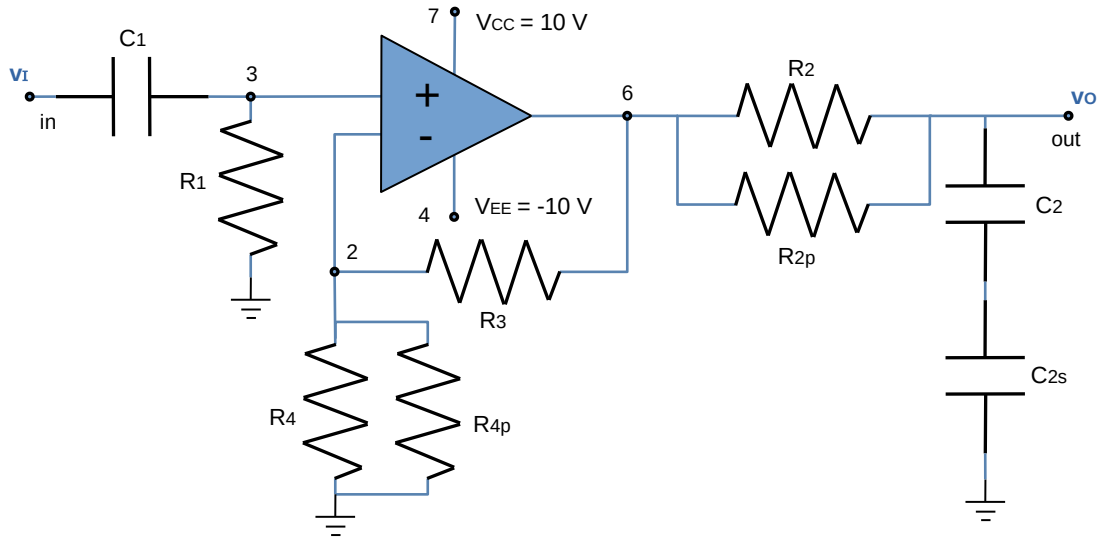 7
VCC = 10 V
C1
vI
3
R2
6
vO
+
in
-
out
R1
4
VEE = -10 V
C2
R2p
2
R3
C2s
R4
R4p